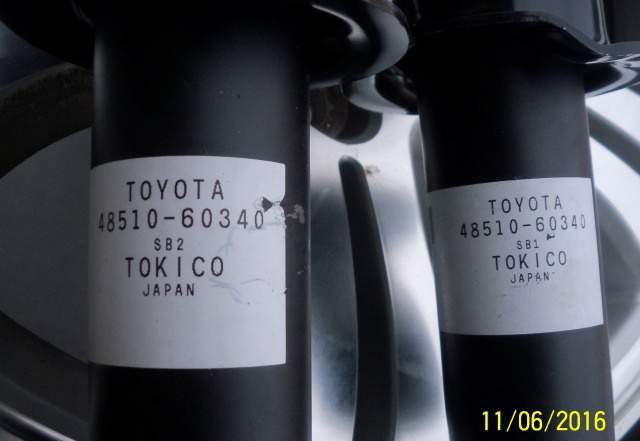 TOYOTA
48510-60340
SB2
TOKICO
JAPAN
TOYOTA
48510-60340
SB1
TOKICO
JAPAN
11/06/2016